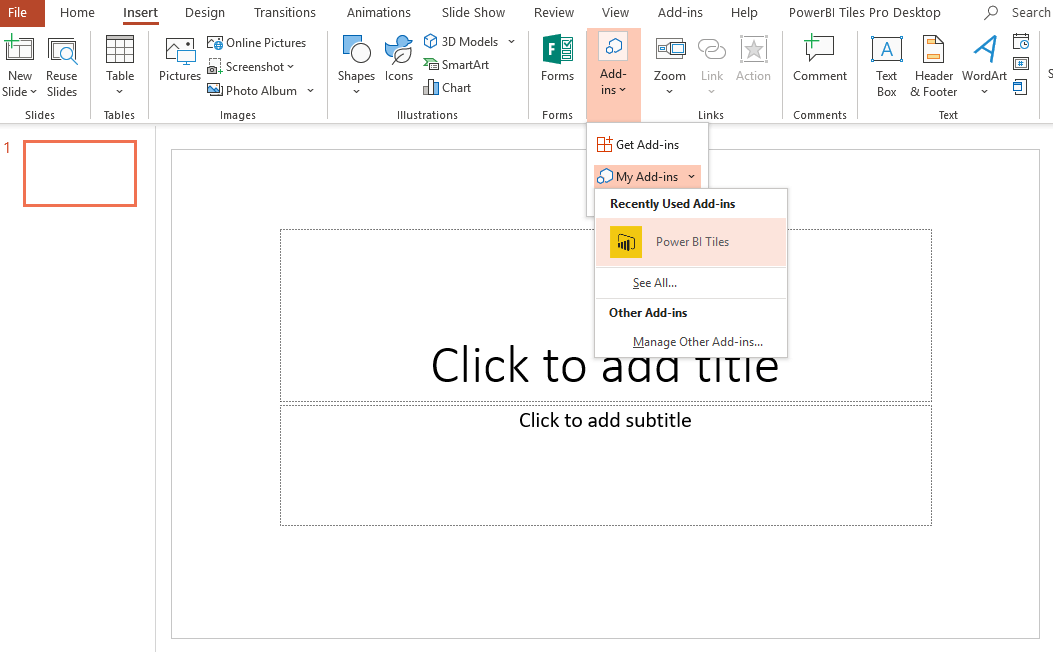 File Home Insert Design Transitions Animations Slide Show Review View Add-ins Help PowerBI Tiles Pro Desktop Search
New Slide
Reuse Slides
Slides
Table
Tables
Pictures
Online Pictures
Screenshot
Photo Album
Images
Shapes
Icons
3D Models
SmartArt
Chart
Illustrations
Forms
Forms
Add-ins
Zoom
Link
Action
Links
Comment
Comments
Text Box
Header & Footer
WordArt
Text
Get Add-ins
My Add-ins
Recently Used Add-ins
Power BI Tiles
See All...
Other Add-ins
Manage Other Add-ins...
1
Click to add title
Click to add subtitle